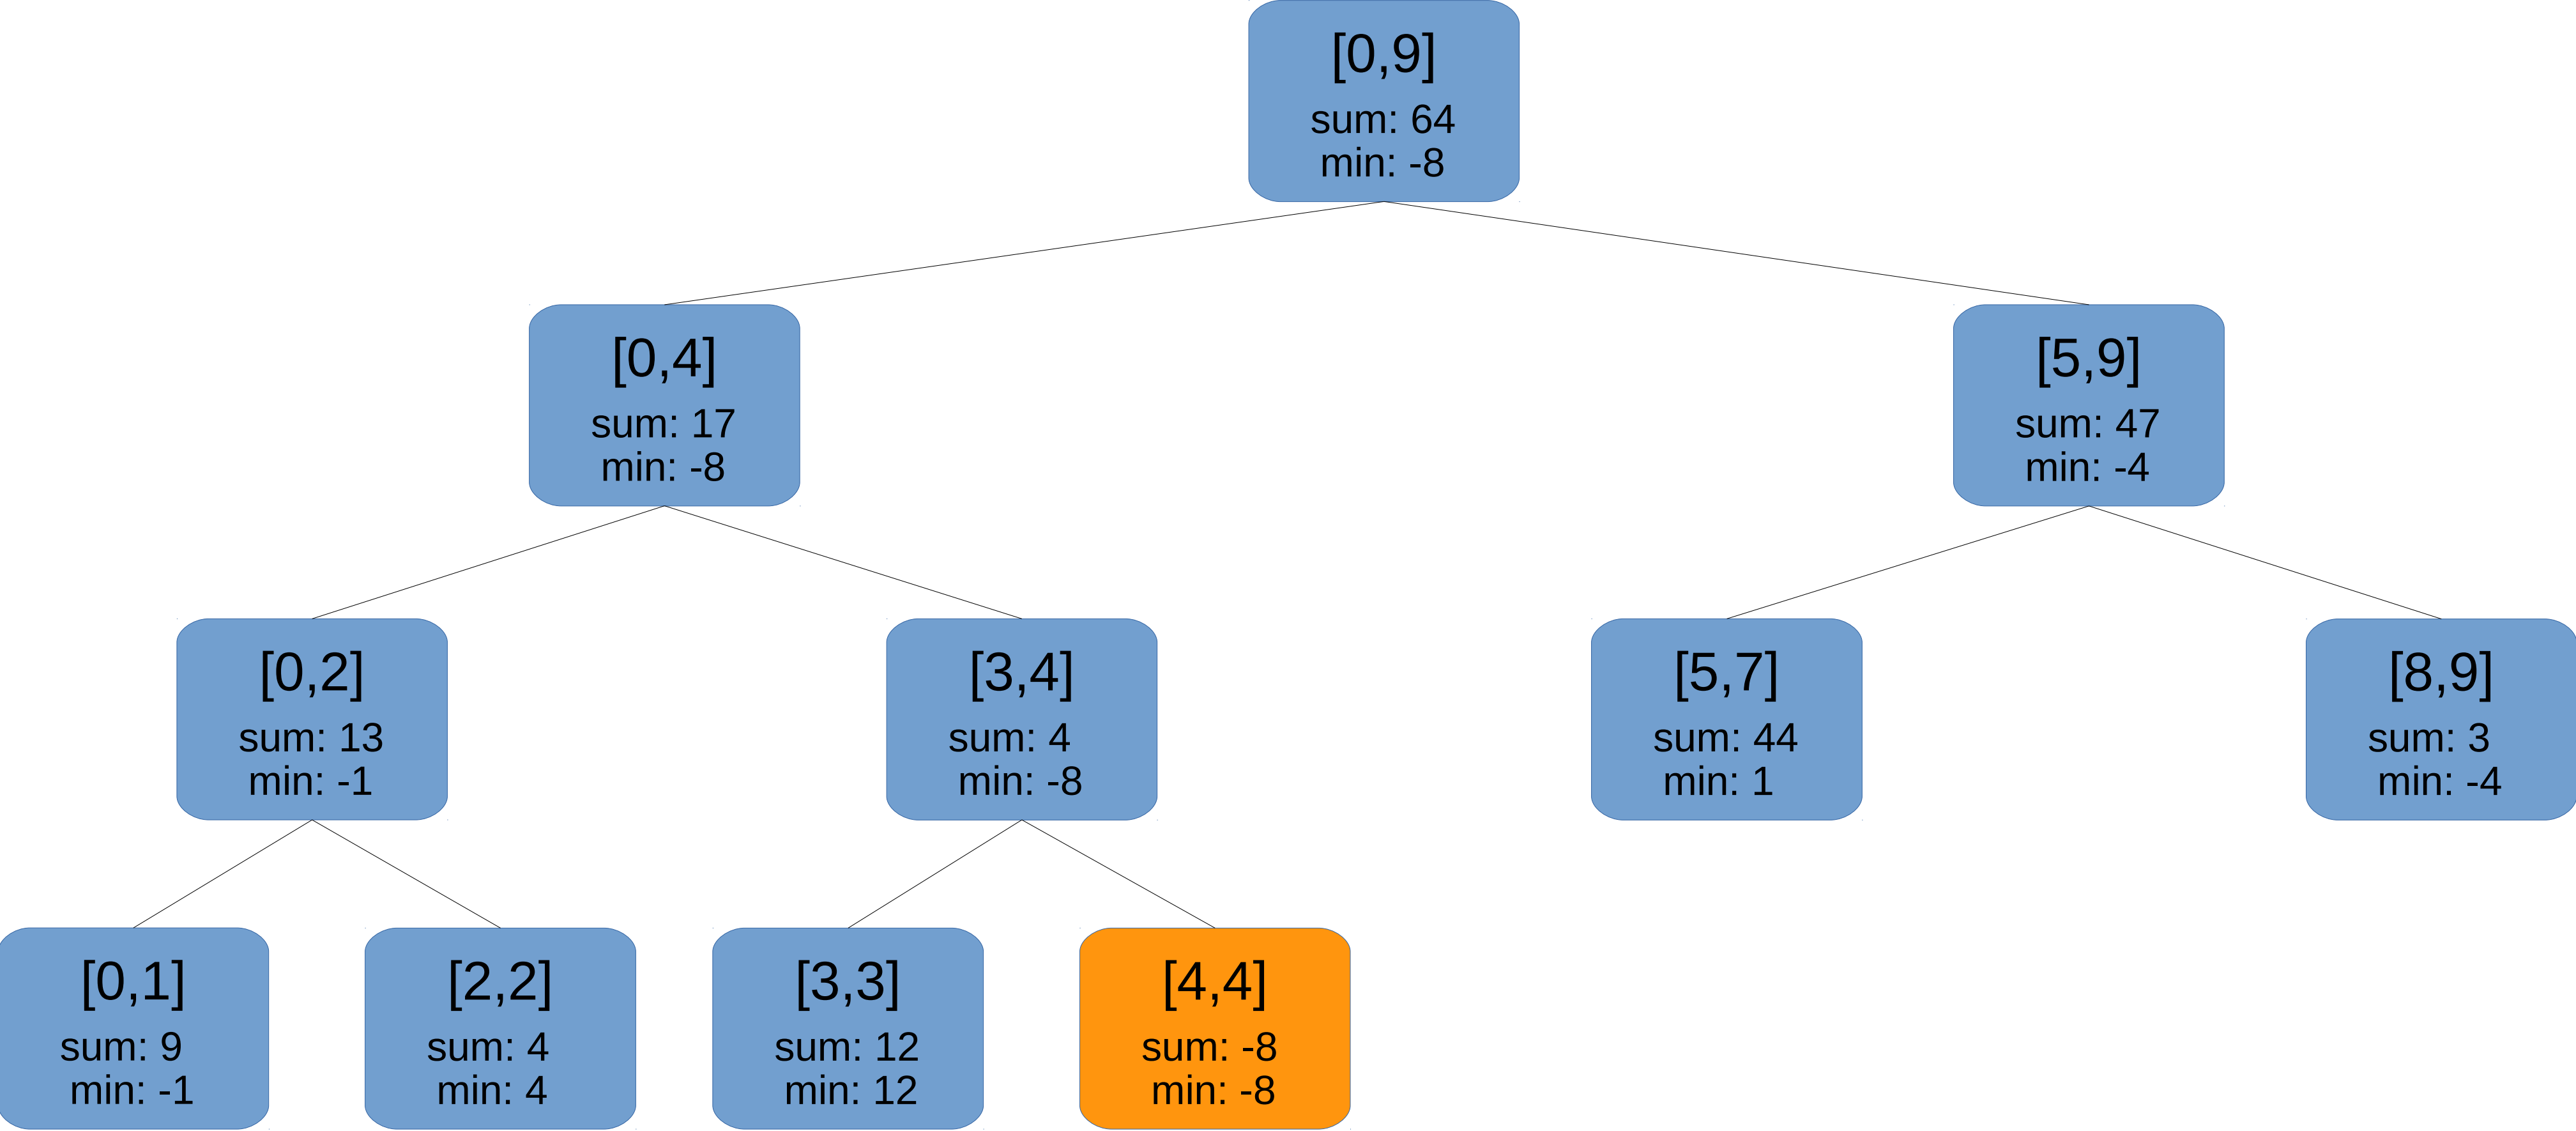 [0,9]
sum: 64
min: -8
[0,4]
sum: 17
min: -8
[5,9]
sum: 47
min: -4
[0,2]
sum: 13
min: -1
[3,4]
sum: 4
min: -8
[5,7]
sum: 44
min: 1
[8,9]
sum: 3
min: -4
[0,1]
sum: 9
min: -1
[2,2]
sum: 4
min: 4
[3,3]
sum: 12
min: 12
[4,4]
sum: -8
min: -8